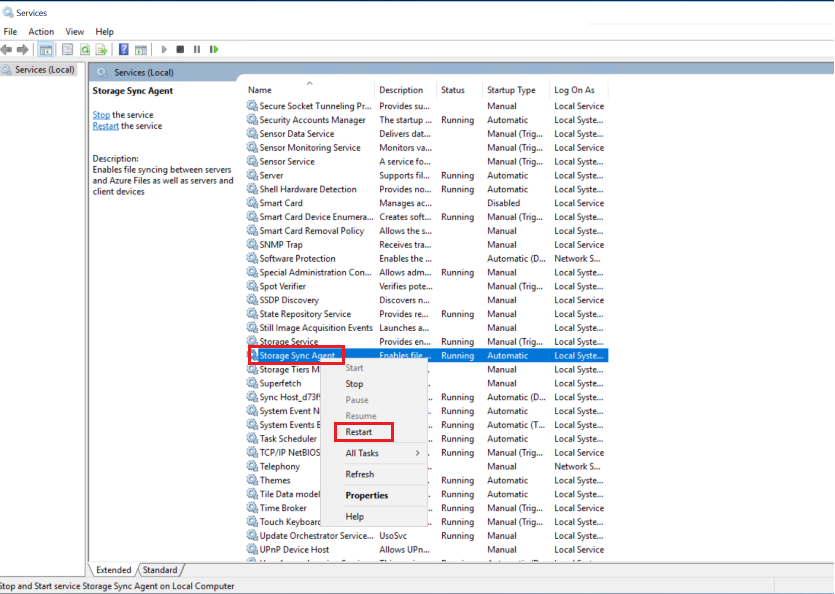 Services
File Action View Help
Services (Local)
Services (Local)
Storage Sync Agent
Stop the service
Restart the service
Description:
Enables file syncing between servers
and Azure Files as well as servers and
client devices
Name Description Status Startup Type Log On As
Secure Socket Tunneling Pr... Provides su... Manual Local Service
Security Accounts Manager The startup ... Running Automatic Local Syste...
Sensor Data Service Delivers dat... Manual (Trig... Local Syste...
Sensor Monitoring Service Monitors va... Manual (Trig... Local Service
Sensor Service A service fo... Manual (Trig... Local Syste...
Server Supports fil... Running Automatic Local Syste...
Shell Hardware Detection Provides no... Running Automatic Local Syste...
Smart Card Manages ac... Disabled Local Service
Smart Card Device Enumera... Creates soft... Running Manual (Trig... Local Syste...
Smart Card Removal Policy Allows the s... Manual Local Syste...
SNMP Trap Receives tra... Manual Local Service
Software Protection Enables the ... Automatic (D... Network S...
Special Administration Con... Allows adm... Running Manual Local Syste...
Spot Verifier Verifies pote... Manual (Trig... Local Syste...
SSDP Discovery Discovers n... Manual Local Service
State Repository Service Provides re... Running Manual Local Syste...
Still Image Acquisition Events Launches a... Manual Local Syste...
Storage Service Provides en... Running Manual (Trig... Local Syste...
Storage Sync Agent Enables file ... Running Automatic Local Syste...
Storage Tiers M Manual Local Syste...
Superfetch Manual Local Syste...
Sync Host_d73f9 Running Automatic (D... Local Syste...
System Event N Running Automatic Local Syste...
System Events B Running Automatic (T... Local Syste...
Task Scheduler Running Automatic Local Syste...
TCP/IP NetBIOS Running Manual (Trig... Local Service
Telephony Manual Network S...
Themes Running Automatic Local Syste...
Tile Data model Running Automatic Local Syste...
Time Broker Running Manual (Trig... Local Service
Touch Keyboard Running Manual (Trig... Local Syste...
Update Orchestrator Service... UsoSvc Running Manual Local Syste...
UPnP Device Host Allows UPn... Manual Local Service
Start
Stop
Pause
Resume
Restart
All Tasks
Refresh
Properties
Help
Extended Standard
Stop and Start service Storage Sync Agent on Local Computer